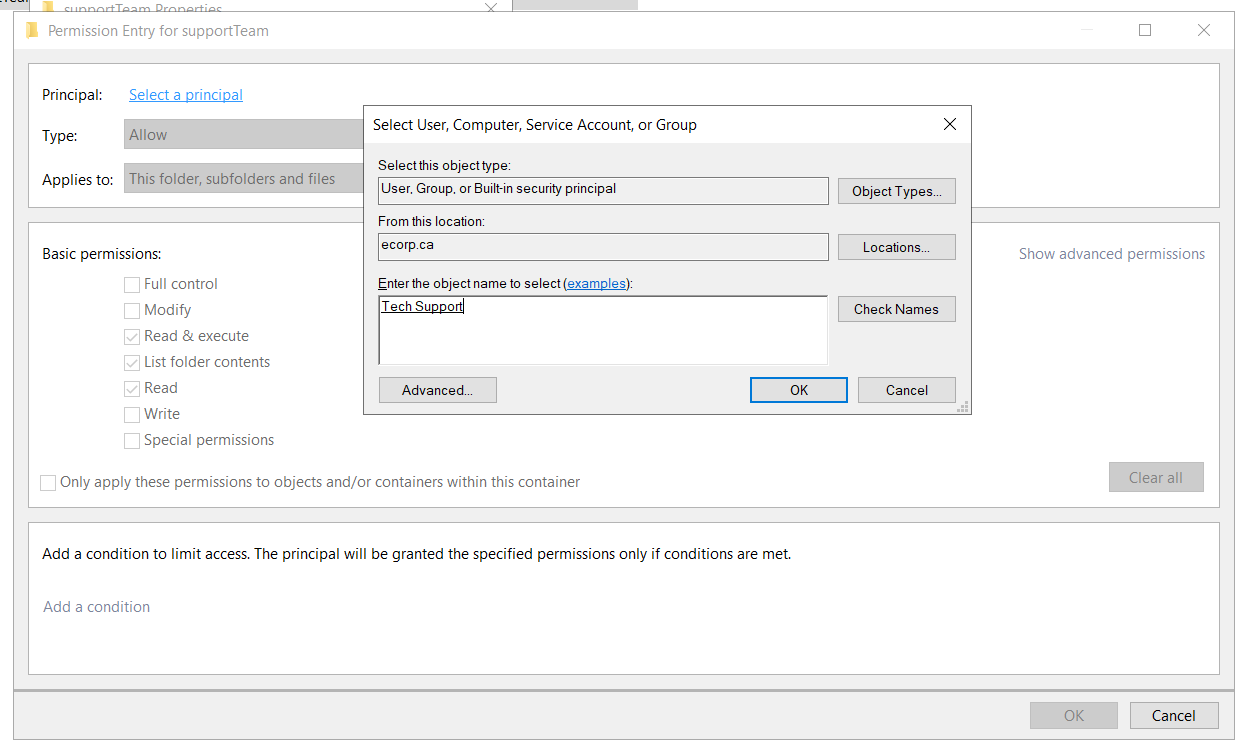 supportTeam Properties
Permission Entry for supportTeam
Principal: Select a principal
Type: Allow
Applies to: This folder, subfolders and files
Select User, Computer, Service Account, or Group
Select this object type:
User, Group, or Built-in security principal Object Types...
From this location:
ecorp.ca Locations...
Enter the object name to select (examples):
Tech Support Check Names
Advanced... OK Cancel
Basic permissions: Show advanced permissions
Full control
Modify
Read & execute
List folder contents
Read
Write
Special permissions
Only apply these permissions to objects and/or containers within this container Clear all
Add a condition to limit access. The principal will be granted the specified permissions only if conditions are met.
Add a condition
OK Cancel